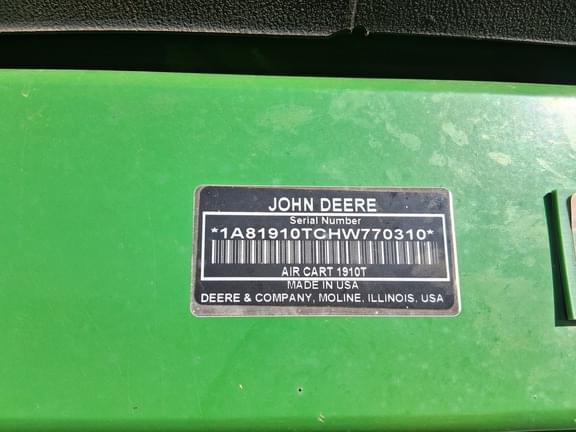 JOHN DEERE
Serial Number
*1A81910TCHW770310*
AIR CART 1910T
MADE IN USA
DEERE & COMPANY, MOLINE, ILLINOIS, USA